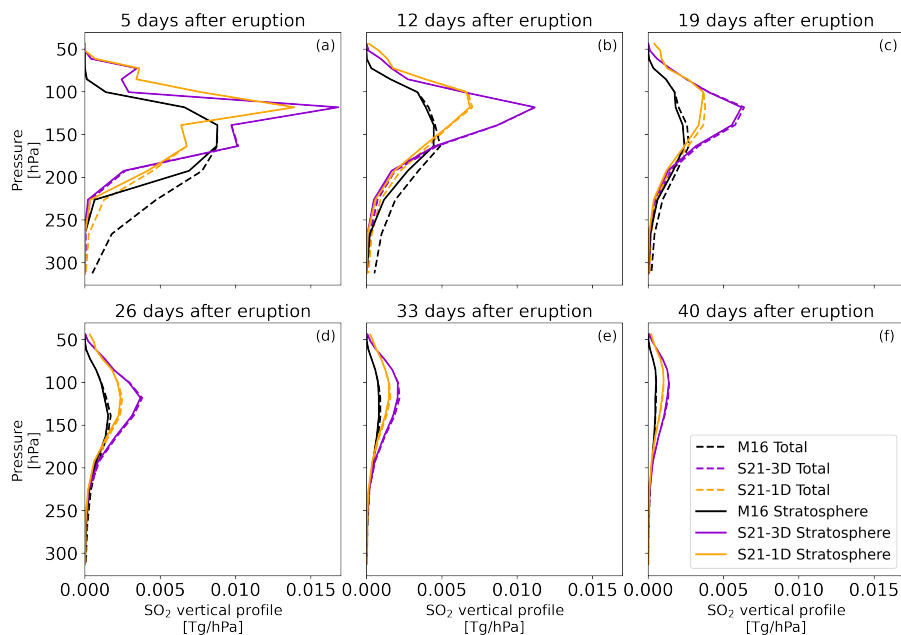 5 days after eruption
12 days after eruption
19 days after eruption
(a)
(b)
(c)
50
100
150
200
250
300
Pressure
[hPa]
26 days after eruption
33 days after eruption
40 days after eruption
(d)
(e)
(f)
50
100
150
200
250
300
Pressure
[hPa]
M16 Total
S21-3D Total
S21-1D Total
M16 Stratosphere
S21-3D Stratosphere
S21-1D Stratosphere
0.000 0.005 0.010 0.015
0.000 0.005 0.010 0.015
0.000 0.005 0.010 0.015
SO₂ vertical profile
[Tg/hPa]
SO₂ vertical profile
[Tg/hPa]
SO₂ vertical profile
[Tg/hPa]